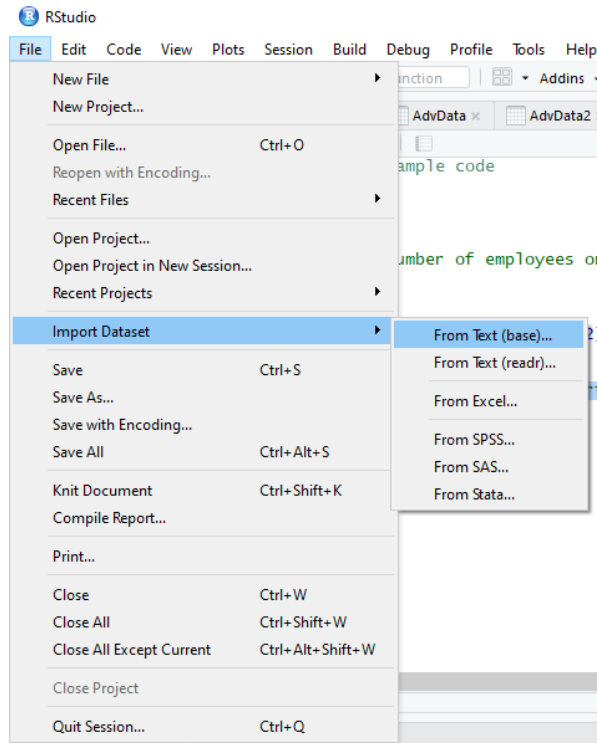 RStudio
File Edit Code View Plots Session Build Debug Profile Tools Help
New File
New Project...
Open File... Ctrl+O
Reopen with Encoding...
Recent Files
Open Project...
Open Project in New Session...
Recent Projects
Import Dataset
Save Ctrl+S
Save As...
Save with Encoding...
Save All Ctrl+Alt+S
Knit Document Ctrl+Shift+K
Compile Report...
Print...
Close Ctrl+W
Close All Ctrl+Shift+W
Close All Except Current Ctrl+Alt+Shift+W
Close Project
Quit Session... Ctrl+Q
From Text (base)...
From Text (readr)...
From Excel...
From SPSS...
From SAS...
From Stata...
nction Addins
AdvData × AdvData2
ample code
umber of employees o